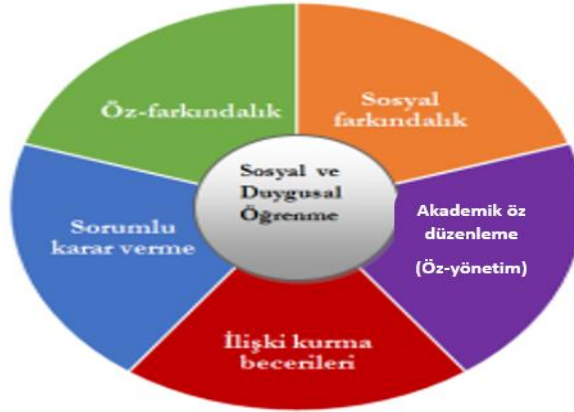 Öz-farkındalık
Sosyal
farkındalık
Sosyal ve
Duygusal
Öğrenme
Akademik öz
düzenleme
(Öz-yönetim)
Sorumlu
karar verme
İlişki kurma
becerileri